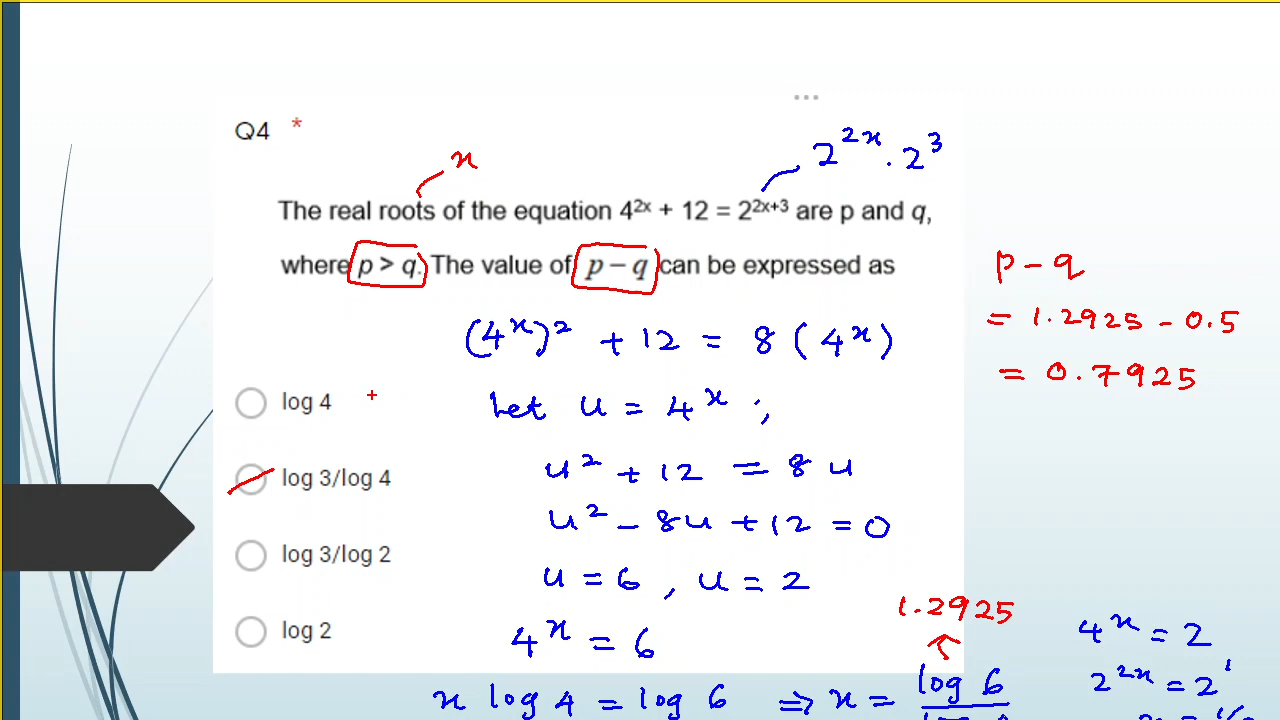 Q4 *
x
2^{2x} . 2^3
The real roots of the equation 4^{2x} + 12 = 2^{2x+3} are p and q,
where p > q. The value of p – q can be expressed as
p - q
= 1.2925 - 0.5
= 0.7925
(4^x)^2 + 12 = 8 (4^x)
log 4
Let u = 4^x ;
u^2 + 12 = 8u
log 3/log 4
u^2 - 8u + 12 = 0
log 3/log 2
u = 6 , u = 2
log 2
4^x = 6
1.2925
4^x = 2
x log 4 = log 6 ⇒ x = log 6
2^{2x} = 2^1